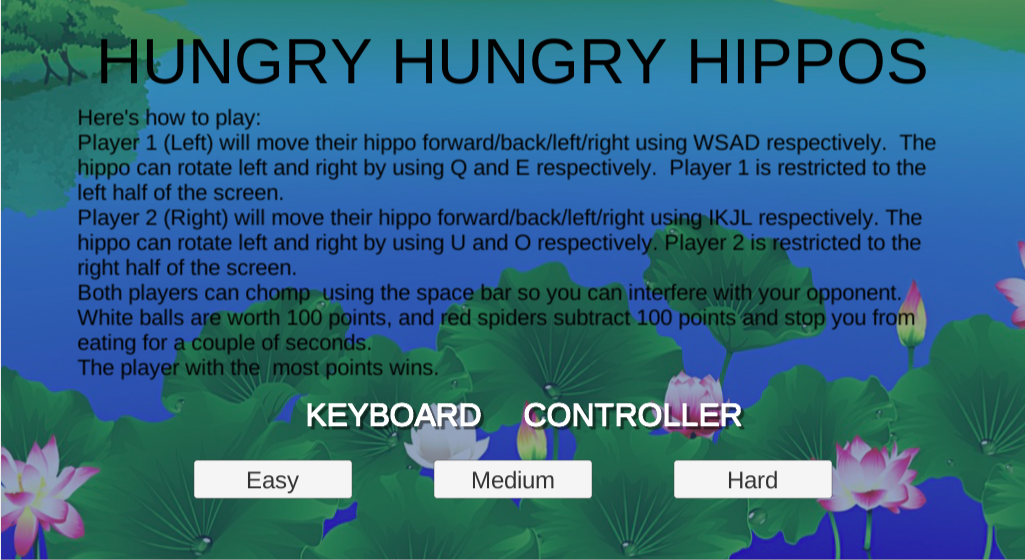 HUNGRY HUNGRY HIPPOS
Here's how to play:
Player 1 (Left) will move their hippo forward/back/left/right using WSAD respectively.  The
hippo can rotate left and right by using Q and E respectively.  Player 1 is restricted to the
left half of the screen.
Player 2 (Right) will move their hippo forward/back/left/right using IKJL respectively. The
hippo can rotate left and right by using U and O respectively. Player 2 is restricted to the
right half of the screen.
Both players can chomp  using the space bar so you can interfere with your opponent.
White balls are worth 100 points, and red spiders subtract 100 points and stop you from
eating for a couple of seconds.
The player with the  most points wins.
KEYBOARD CONTROLLER
Easy Medium Hard